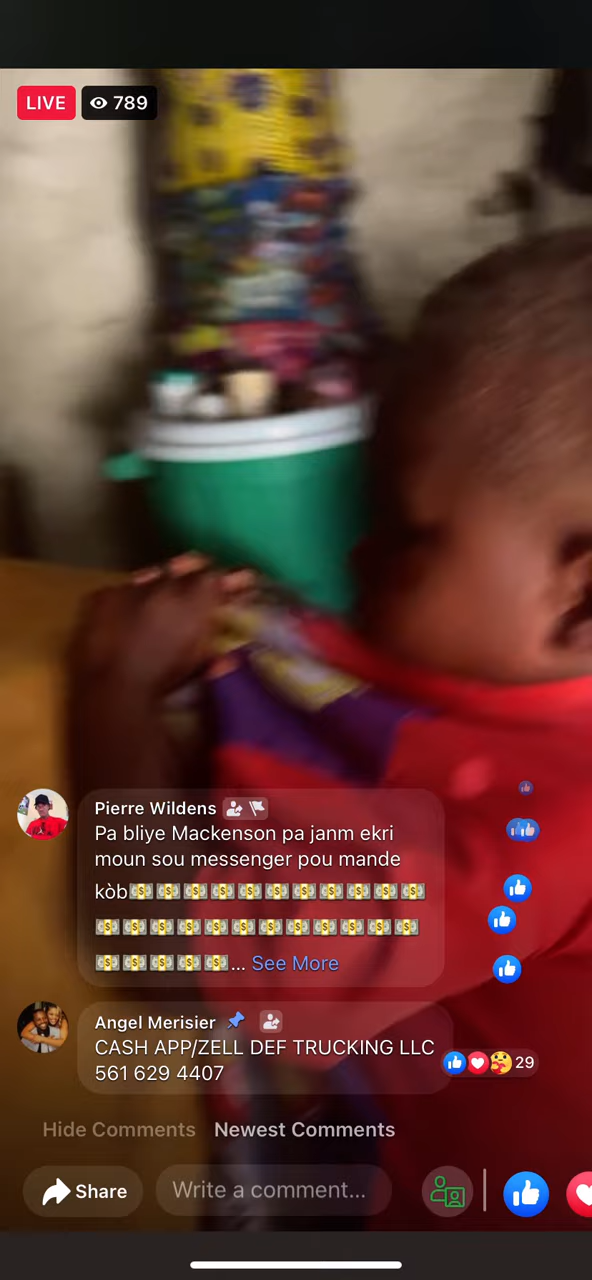 LIVE
789
Pierre Wildens
Pa bliye Mackenson pa janm ekri
moun sou messenger pou mande
kòb💵💵💵💵💵💵💵💵💵💵💵
💵💵💵💵💵💵💵💵💵💵💵💵
💵💵💵💵💵... See More
Angel Merisier
CASH APP/ZELL DEF TRUCKING LLC
561 629 4407
29
Hide Comments Newest Comments
Share
Write a comment...